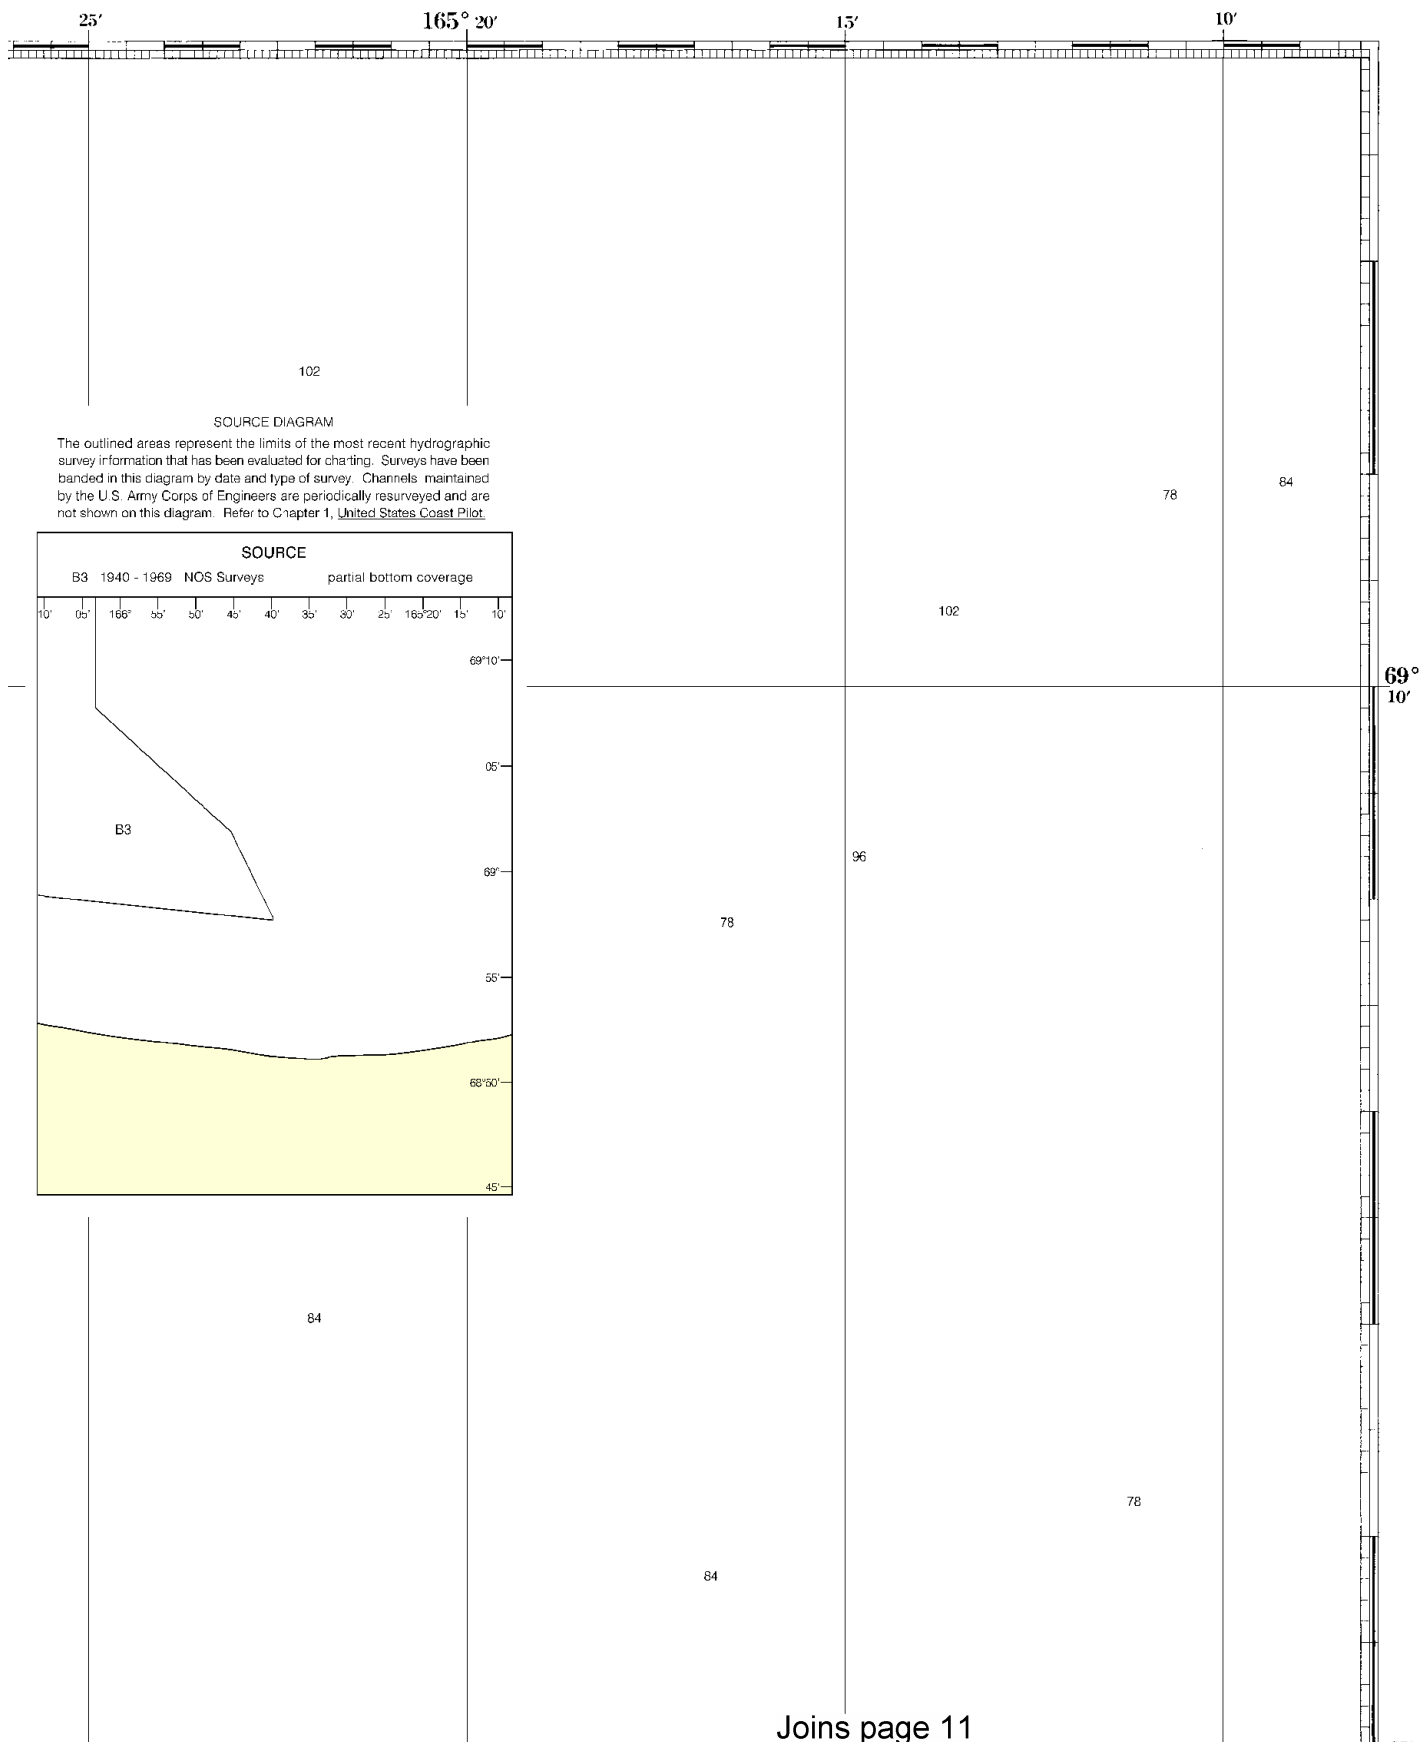 25′ 165° 20′ 15′ 10′
102
SOURCE DIAGRAM
The outlined areas represent the limits of the most recent hydrographic
survey information that has been evaluated for charting. Surveys have been
banded in this diagram by date and type of survey. Channels maintained
by the U.S. Army Corps of Engineers are periodically resurveyed and are
not shown on this diagram. Refer to Chapter 1, United States Coast Pilot.
78 84
SOURCE
B3 1940 - 1969 NOS Surveys partial bottom coverage
10′ 05′ 166° 55′ 50′ 45′ 40′ 35′ 30′ 25′ 165°20′ 15′ 10′
102
69°10′
69°
10′
05′
B3
96
69°
78
55′
68°50′
45′
84
78
84
Joins page 11